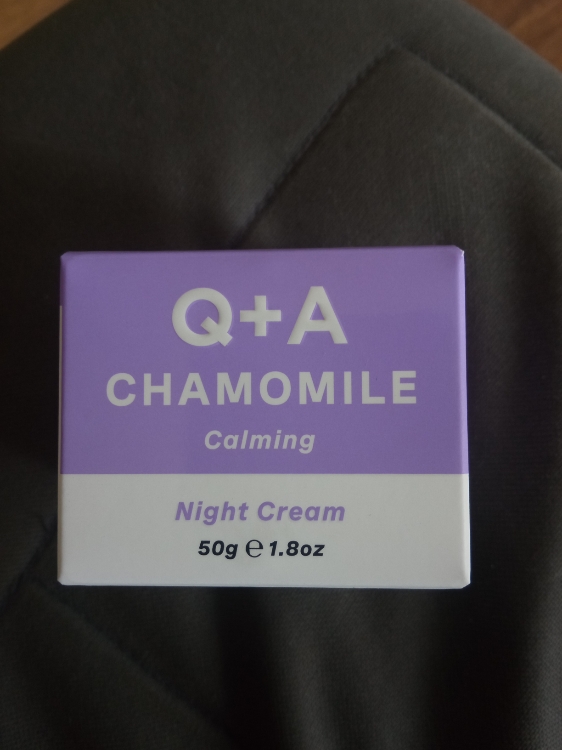 Q+A
CHAMOMILE
Calming
Night Cream
50g ℮ 1.8oz